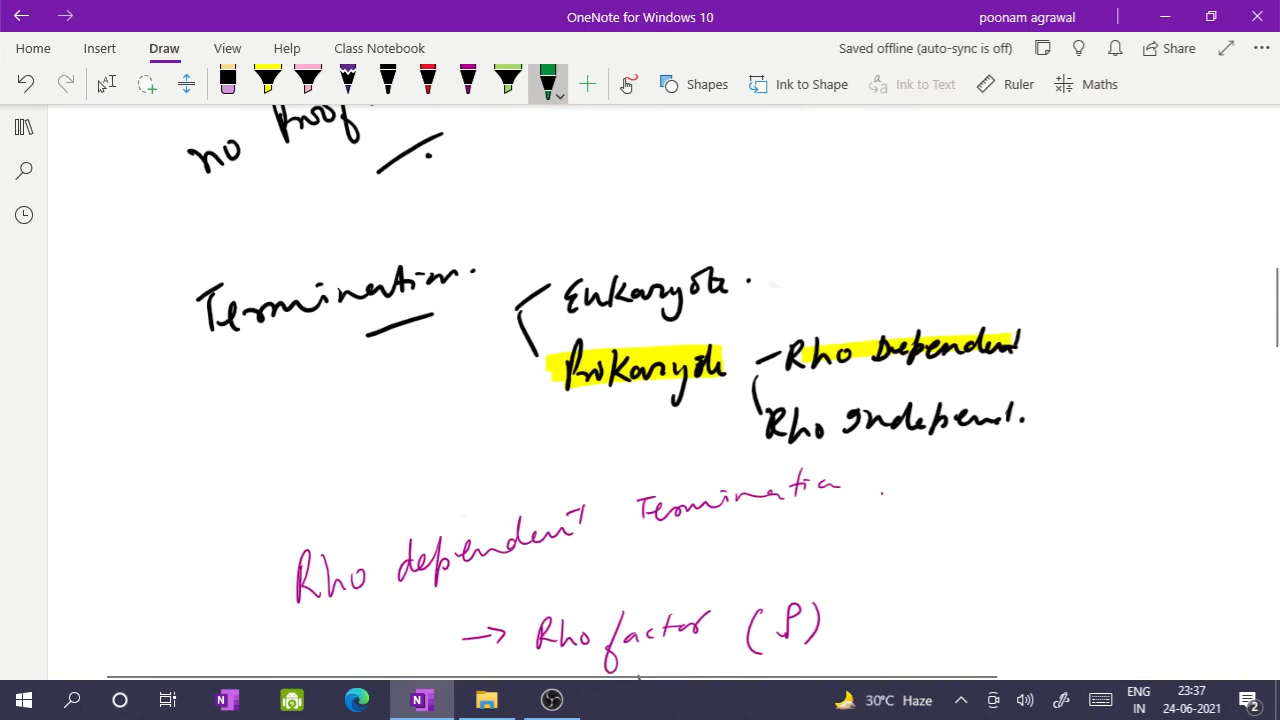 OneNote for Windows 10
poonam agrawal
Home Insert Draw View Help Class Notebook
Saved offline (auto-sync is off) Share
Shapes Ink to Shape Ink to Text Ruler Maths
no Proof
Termination.
Eukaryote.
Prokaryote Rho Dependent
Rho Independ.
Rho dependent Termination.
→ Rho factor (ρ)
30°C Haze
ENG
IN
23:37
24-06-2021
2